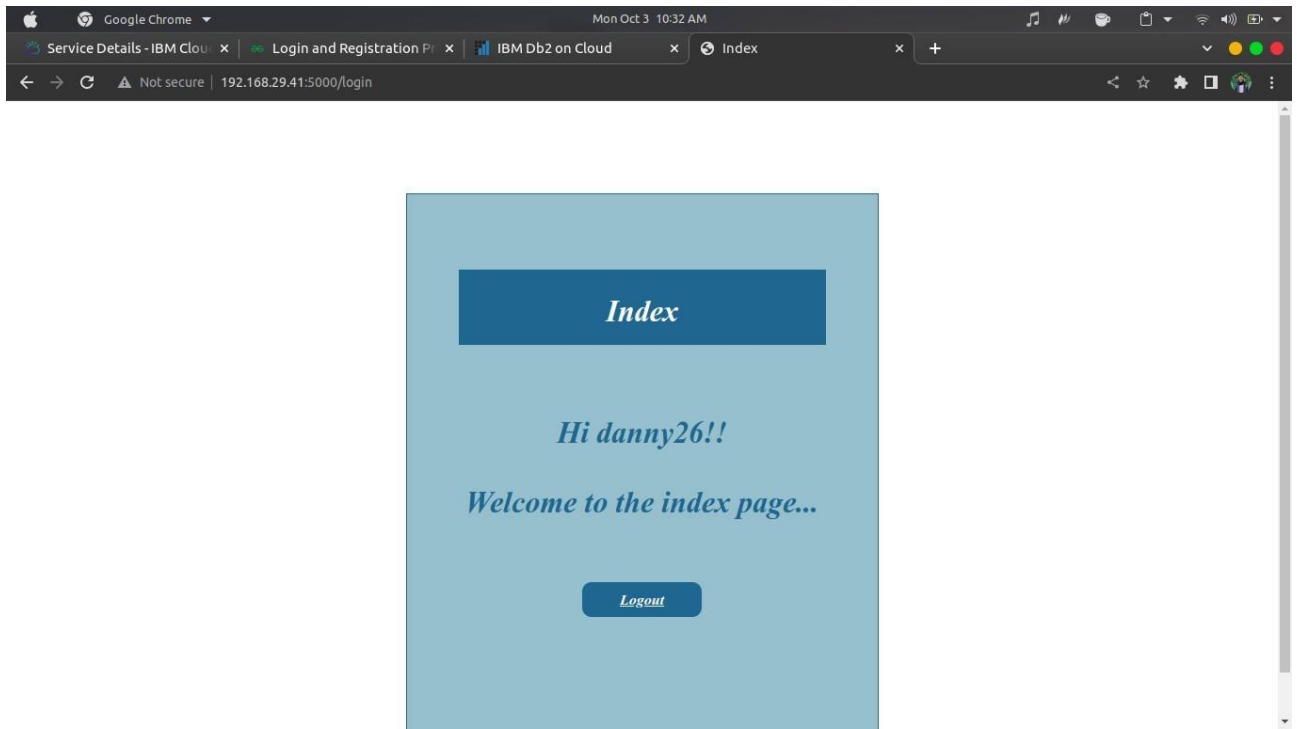 Google Chrome
Mon Oct 3 10:32 AM
Service Details - IBM Clou
Login and Registration Pr
IBM Db2 on Cloud
Index
Not secure | 192.168.29.41:5000/login
Index
Hi danny26!!
Welcome to the index page...
Logout